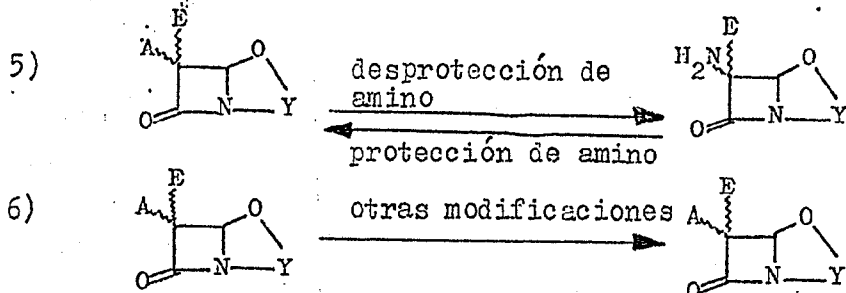 5)
E
A
O
N
Y
O
desprotección de
amino
protección de amino
E
H2N
O
N
Y
O
6)
E
A
O
N
Y
O
otras modificaciones
E
A
O
N
Y
O